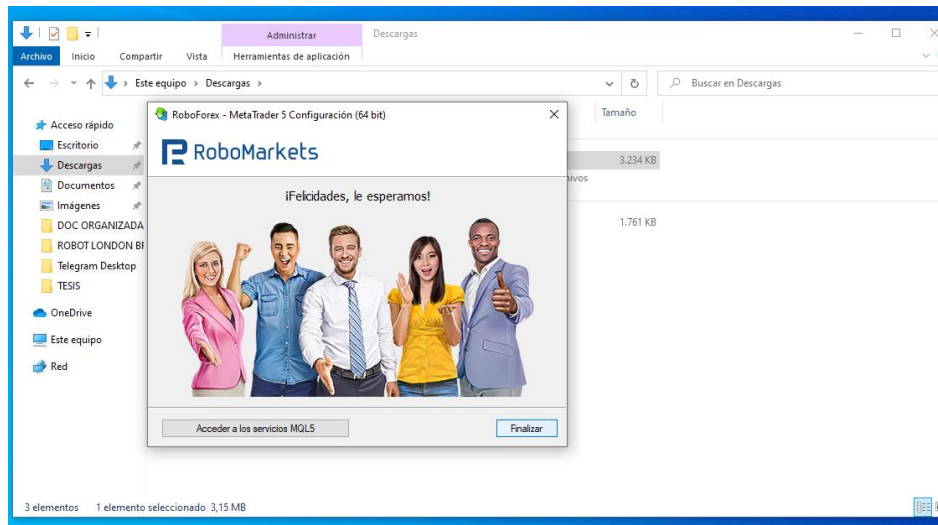 Administrar
Descargas
Archivo Inicio Compartir Vista Herramientas de aplicación
Este equipo > Descargas >
Buscar en Descargas
RoboForex - MetaTrader 5 Configuración (64 bit)
Tamaño
RoboMarkets
¡Felicidades, le esperamos!
Acceso rápido
Escritorio
Descargas
Documentos
Imágenes
DOC ORGANIZADA
ROBOT LONDON
Telegram Desktop
TESIS
OneDrive
Este equipo
Red
3.234 KB
1.761 KB
Acceder a los servicios MQL5
Finalizar
3 elementos 1 elemento seleccionado 3,15 MB